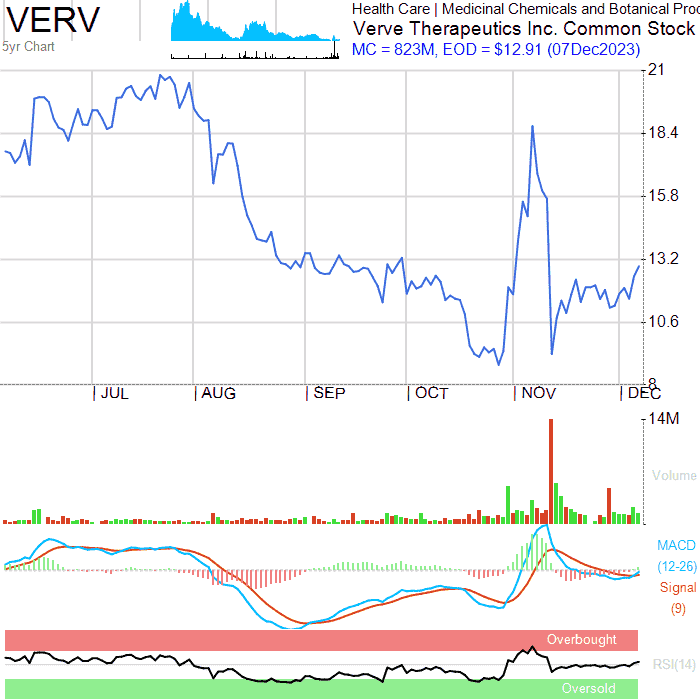 VERV
5yr Chart
Health Care | Medicinal Chemicals and Botanical Proc
Verve Therapeutics Inc. Common Stock
MC = 823M, EOD = $12.91 (07Dec2023)
21
18.4
15.8
13.2
10.6
8
JUL
AUG
SEP
OCT
NOV
DEC
14M
Volume
MACD
(12-26)
Signal
(9)
Overbought
RSI(14)
Oversold